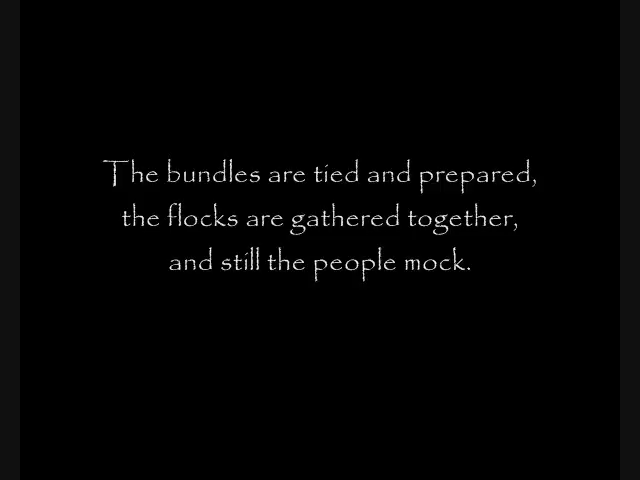 The bundles are tied and prepared,
the flocks are gathered together,
and still the people mock.